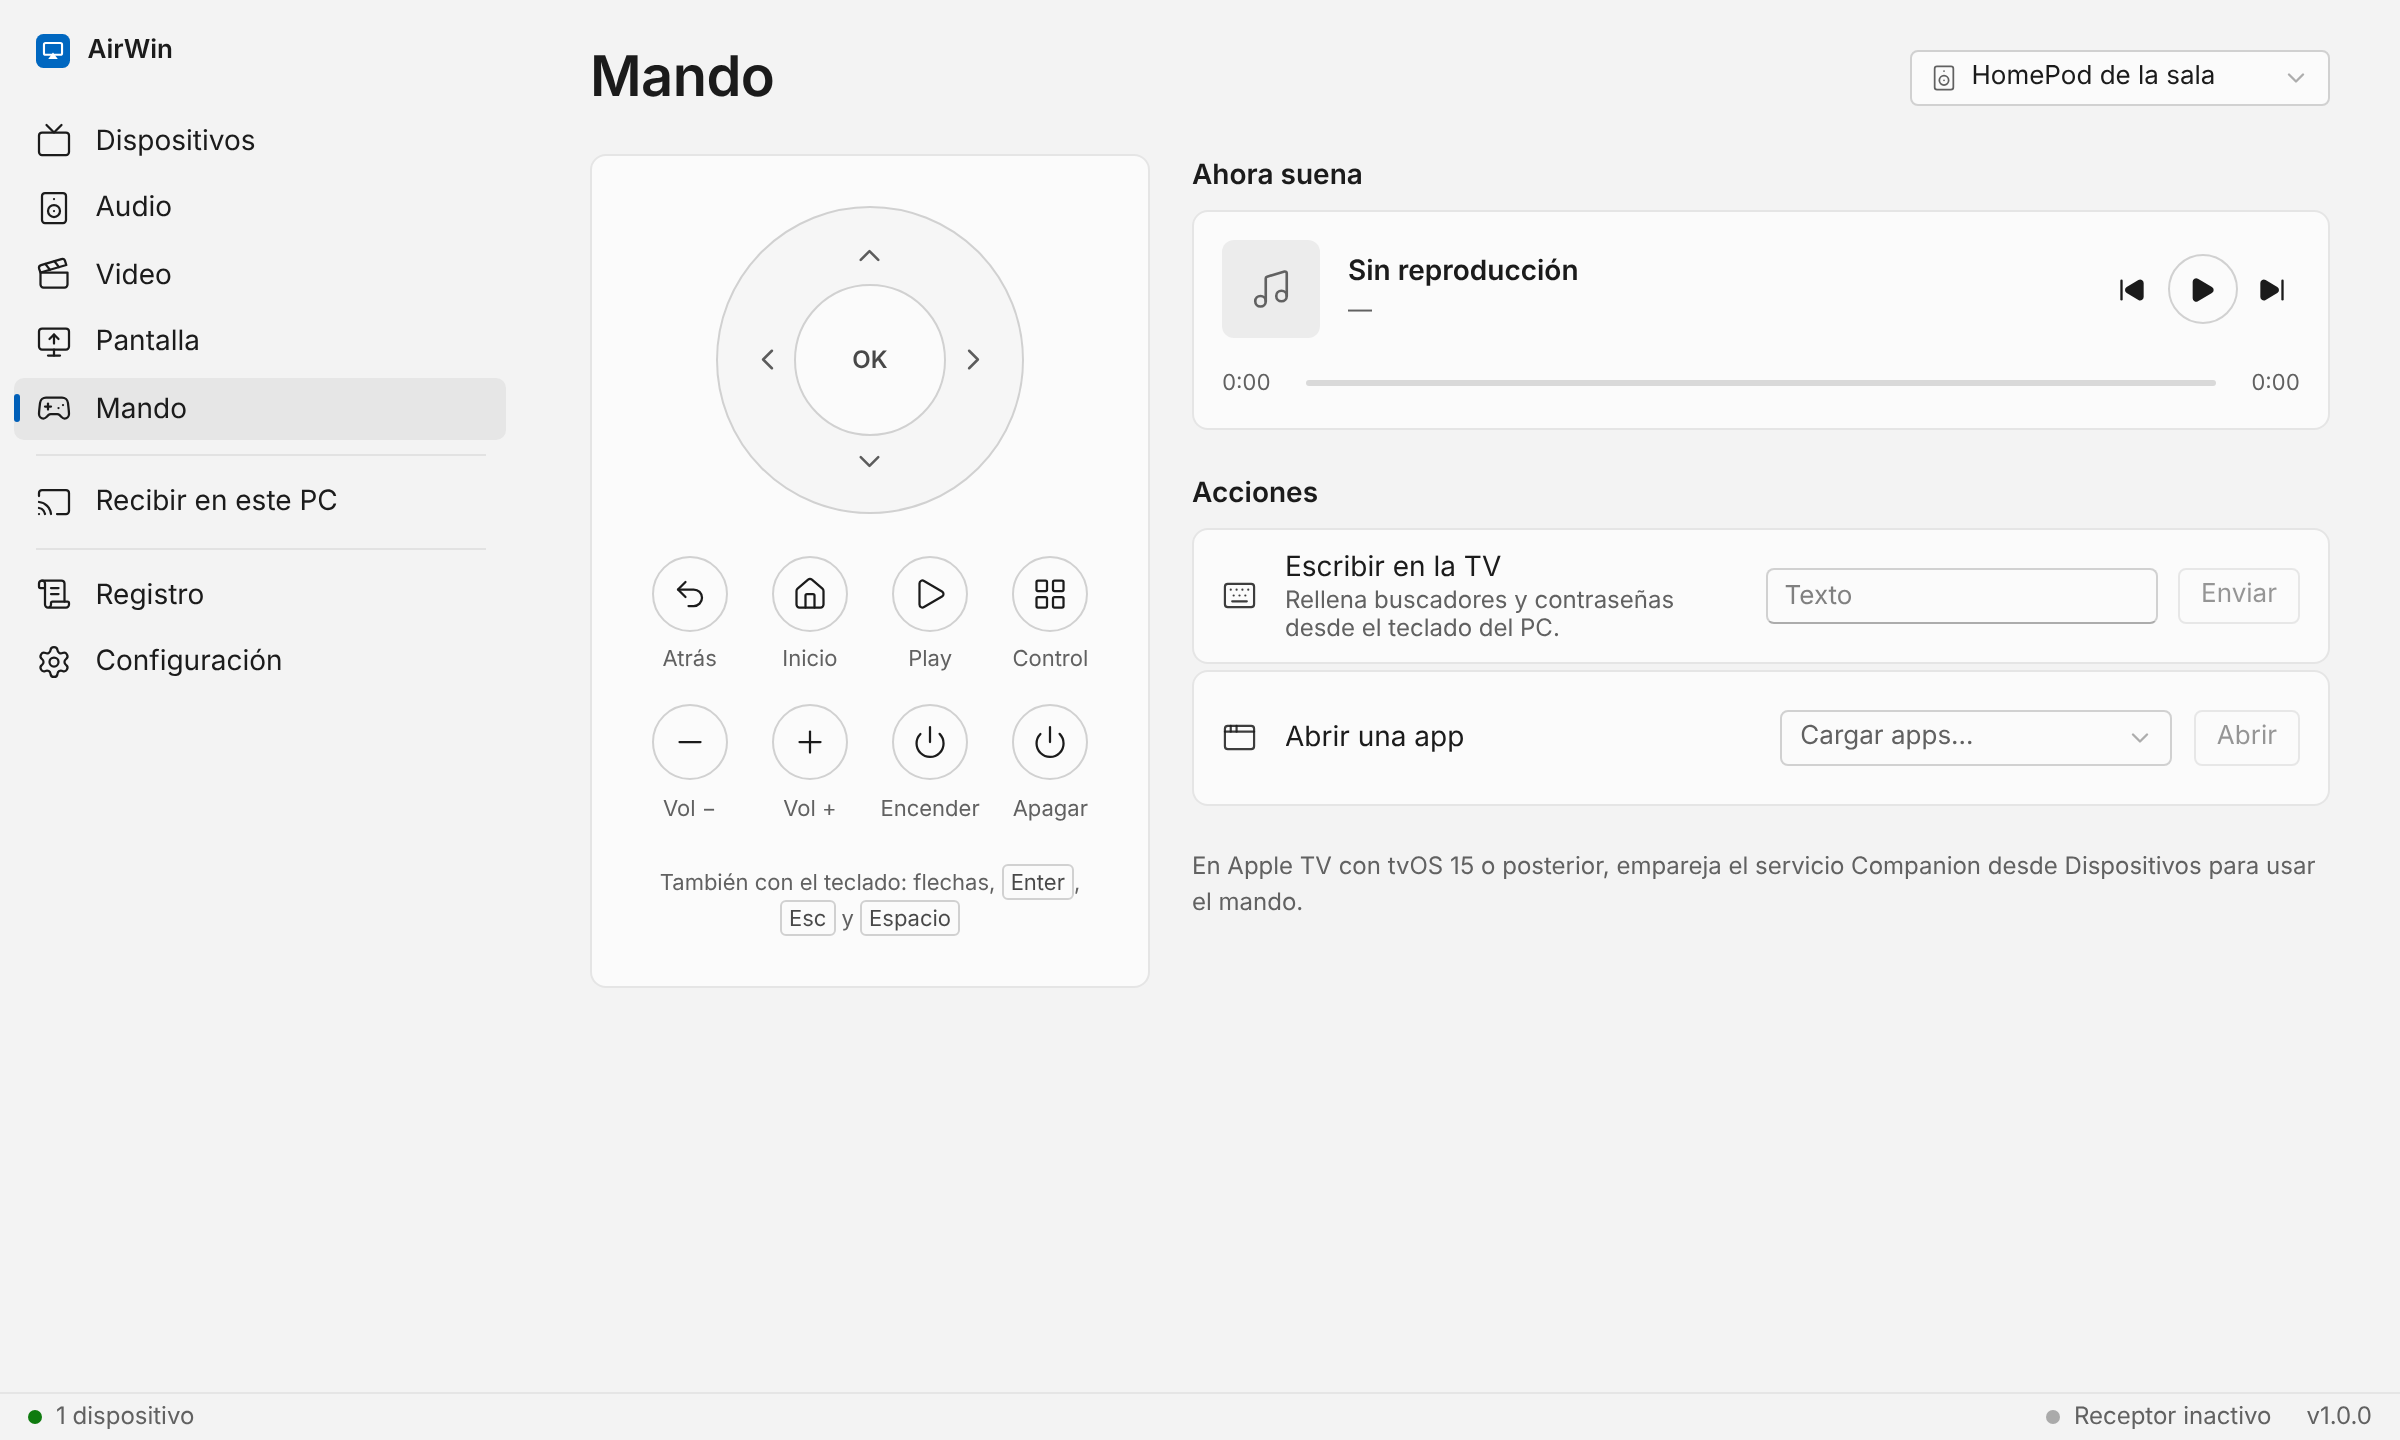 AirWin
Dispositivos
Audio
Video
Pantalla
Mando
Recibir en este PC
Registro
Configuración
Mando
HomePod de la sala
OK
Atrás
Inicio
Play
Control
Vol −
Vol +
Encender
Apagar
También con el teclado: flechas, Enter,
Esc y Espacio
Ahora suena
Sin reproducción
—
0:00
0:00
Acciones
Escribir en la TV
Rellena buscadores y contraseñas
desde el teclado del PC.
Texto
Enviar
Abrir una app
Cargar apps...
Abrir
En Apple TV con tvOS 15 o posterior, empareja el servicio Companion desde Dispositivos para usar
el mando.
1 dispositivo
Receptor inactivo
v1.0.0